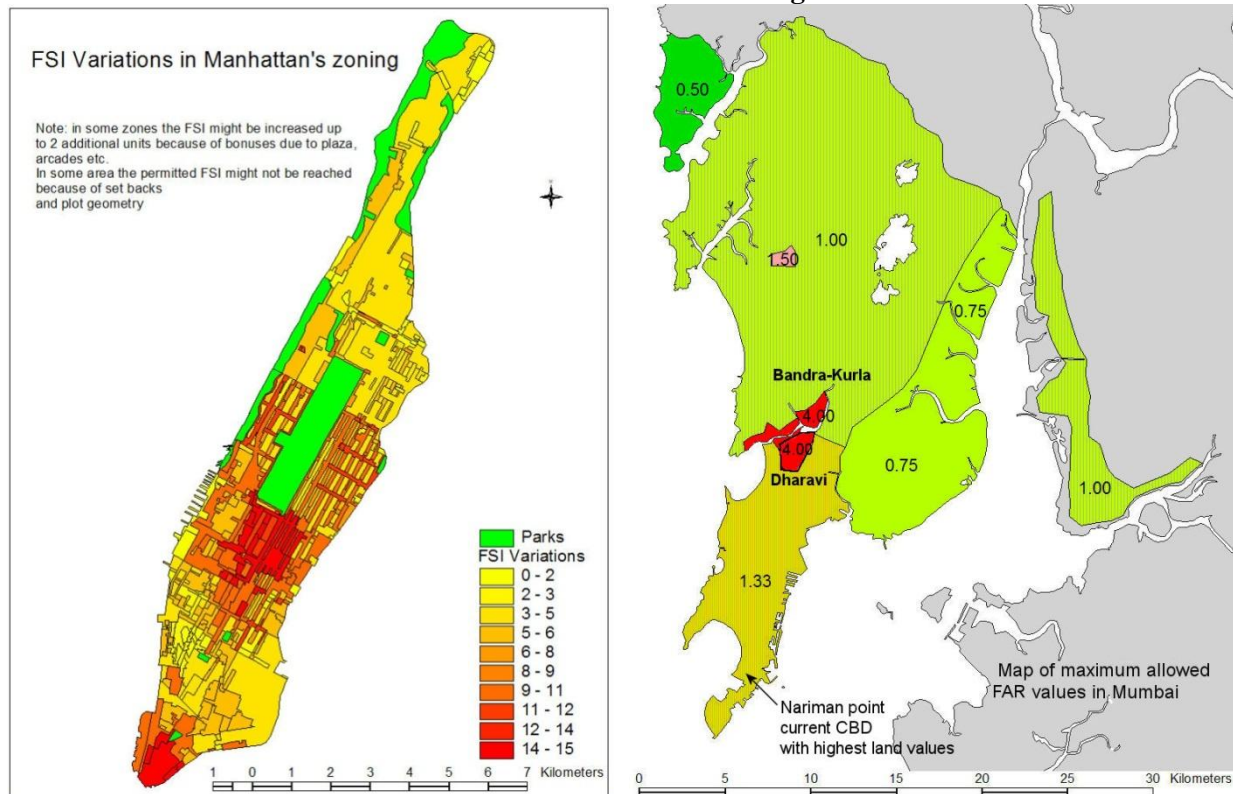 FSI Variations in Manhattan's zoning
Note: in some zones the FSI might be increased up
to 2 additional units because of bonuses due to plaza,
arcades etc.
In some area the permitted FSI might not be reached
because of set backs
and plot geometry
Parks
FSI Variations
0 - 2
2 - 3
3 - 5
5 - 6
6 - 8
8 - 9
9 - 11
11 - 12
12 - 14
14 - 15
1 0 1 2 3 4 5 6 7 Kilometers
0.50
1.00
1.50
0.75
Bandra-Kurla
4.00
4.00
Dharavi
0.75
1.00
1.33
Map of maximum allowed
FAR values in Mumbai
Nariman point
current CBD
with highest land values
0 5 10 15 20 25 30 Kilometers